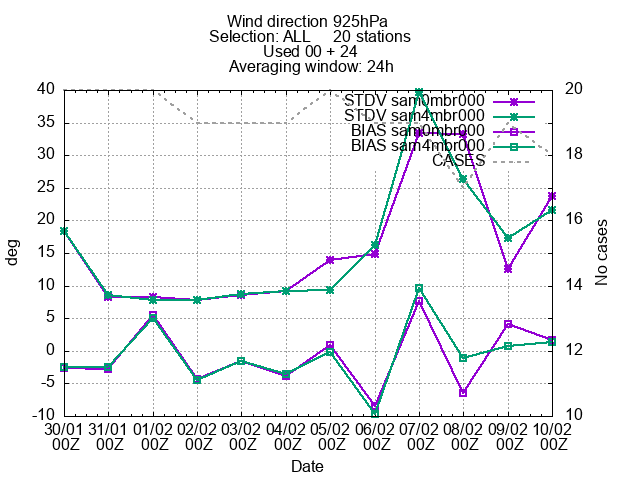 Wind direction 925hPa
Selection: ALL 20 stations
Used 00 + 24
Averaging window: 24h
40 20
STDV sam0mbr000
35
STDV sam4mbr000
BIAS sam0mbr000
BIAS sam4mbr000
30 18
CASES
25
20 16
15
deg
No cases
10 14
5
0 12
-5
-10 10
30/01 31/01 01/02 02/02 03/02 04/02 05/02 06/02 07/02 08/02 09/02 10/02
00Z 00Z 00Z 00Z 00Z 00Z 00Z 00Z 00Z 00Z 00Z 00Z
Date